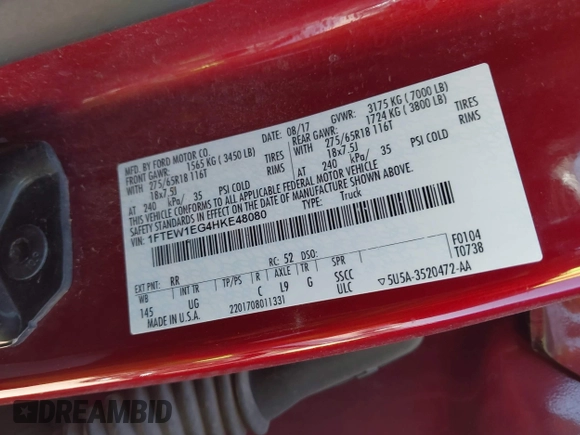 MFD. BY FORD MOTOR CO. DATE: 08/17 GVWR: 3175 KG ( 7000 LB)
FRONT GAWR: 1565 KG ( 3450 LB) REAR GAWR: 1724 KG ( 3800 LB)
WITH 275/65R18 116T TIRES WITH 275/65R18 116T TIRES
18x7.5J RIMS 18x7.5J RIMS
AT 240 kPa/ 35 PSI COLD AT 240 kPa/ 35 PSI COLD
THIS VEHICLE CONFORMS TO ALL APPLICABLE FEDERAL MOTOR VEHICLE
SAFETY STANDARDS IN EFFECT ON THE DATE OF MANUFACTURE SHOWN ABOVE.
VIN: 1FTEW1EG4HKE48080 TYPE: Truck
F0104
T0738
EXT PNT: RR RC: 52 DSO:
WB INT TR TP/PS R AXLE TR SPR
145 UG C L9 G SSCC
MADE IN U.S.A. 2201708011331 ULC ▽5U5A-3520472-AA
DREAMBID